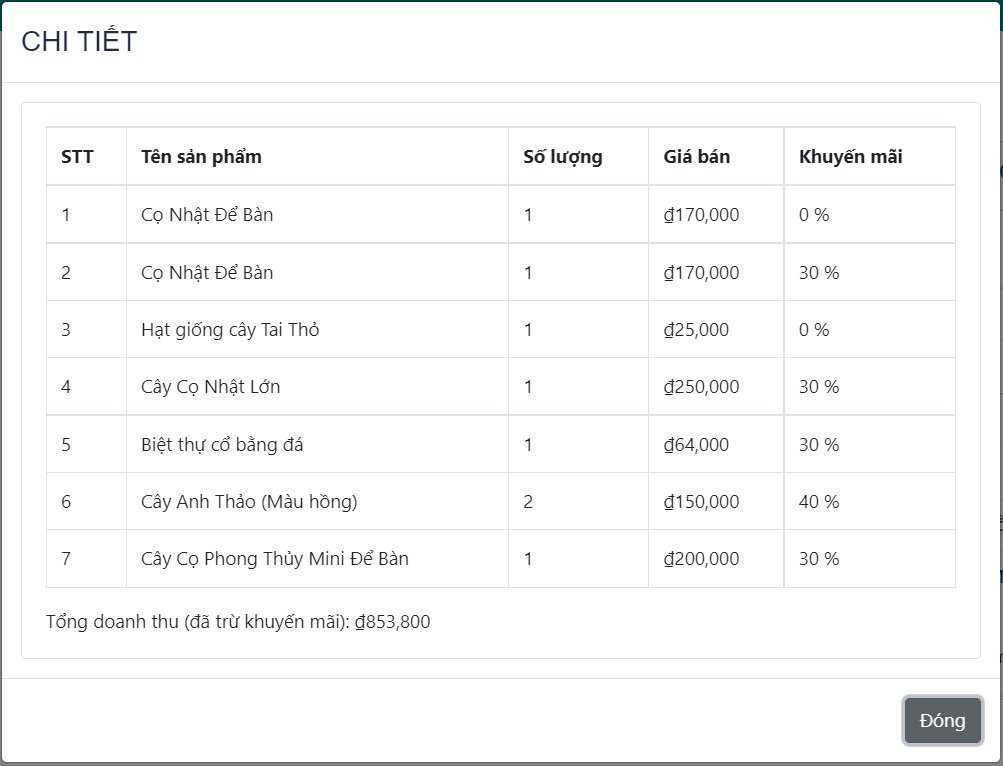 CHI TIẾT
STT Tên sản phẩm Số lượng Giá bán Khuyến mãi
1 Cọ Nhật Để Bàn 1 ₫170,000 0 %
2 Cọ Nhật Để Bàn 1 ₫170,000 30 %
3 Hạt giống cây Tai Thỏ 1 ₫25,000 0 %
4 Cây Cọ Nhật Lớn 1 ₫250,000 30 %
5 Biệt thự cổ bằng đá 1 ₫64,000 30 %
6 Cây Anh Thảo (Màu hồng) 2 ₫150,000 40 %
7 Cây Cọ Phong Thủy Mini Để Bàn 1 ₫200,000 30 %
Tổng doanh thu (đã trừ khuyến mãi): ₫853,800
Đóng